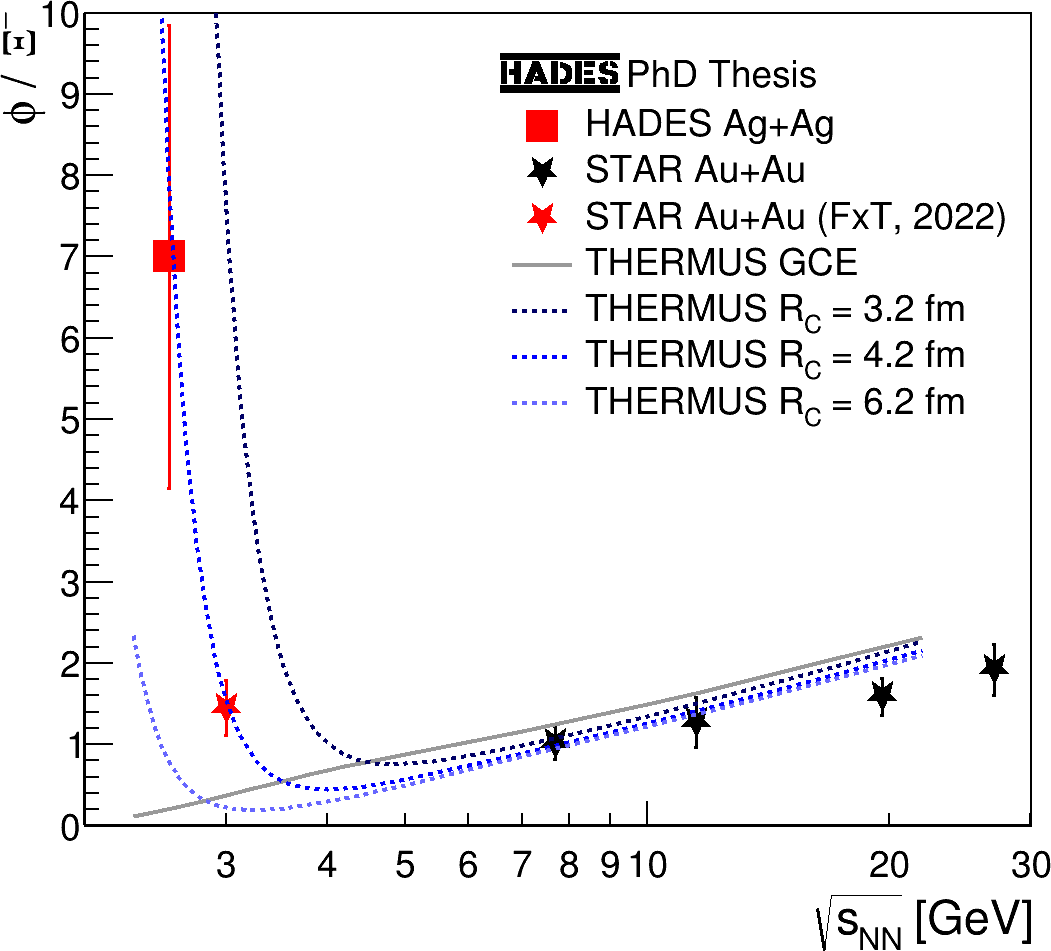 ϕ / Ξ⁻
10
9
8
7
6
5
4
3
2
1
0
HADES PhD Thesis
HADES Ag+Ag
STAR Au+Au
STAR Au+Au (FxT, 2022)
THERMUS GCE
THERMUS R_C = 3.2 fm
THERMUS R_C = 4.2 fm
THERMUS R_C = 6.2 fm
3 4 5 6 7 8 9 10 20 30
√s_NN [GeV]